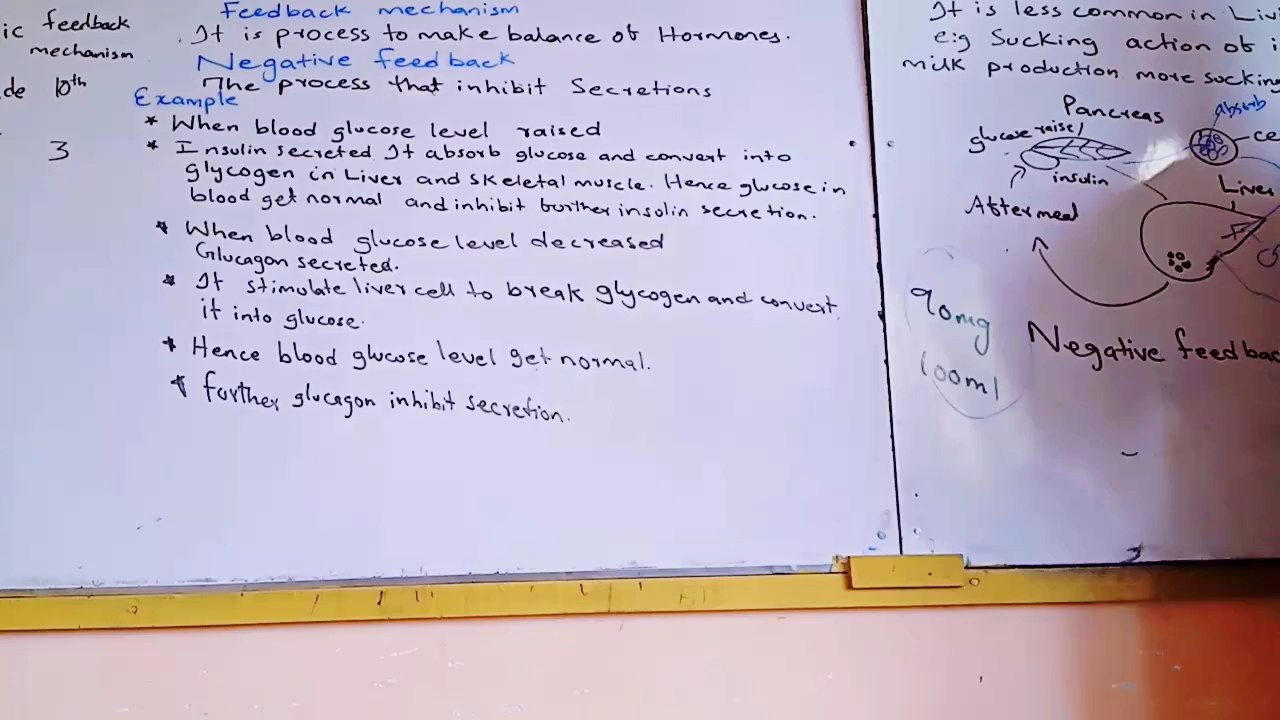 ic feedback
mechanism
de 10th
3
Feedback mechanism
. It is process to make balance of Hormones.
Negative feedback
The process that inhibit Secretions
Example
* When blood glucose level raised
* Insulin secreted It absorb glucose and convert into
glycogen in Liver and skeletal muscle. Hence glucose in
blood get normal and inhibit further insolin secretion.
* When blood glucose level decreased
Glucagon secreted.
* It stimulate liver cell to break glycogen and convert
it into glucose.
* Hence blood glucose level get normal.
* further glucagon inhibit secretion.
It is less common in Livi
e:g Sucking action of i
milk production more sucking
Pancreas
absorb
glucose raise/
ce
insulin
Liver
After meal
90mg
100ml
Negative feedbac